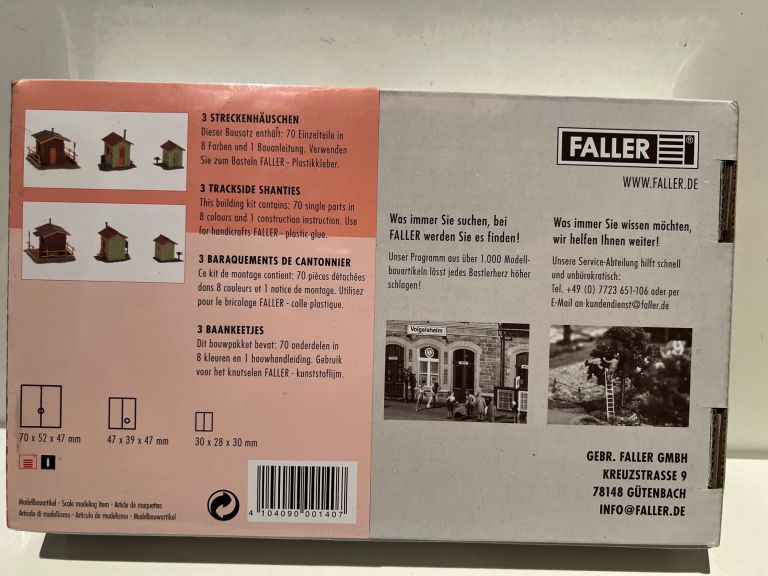 3 STRECKENHÄUSCHEN
Dieser Bausatz enthält: 70 Einzelteile in
8 Farben und 1 Bauanleitung. Verwenden
Sie zum Basteln FALLER - Plastikkleber.
3 TRACKSIDE SHANTIES
This building kit contains: 70 single parts in
8 colours and 1 construction instruction. Use
for handicrafts FALLER - plastic glue.
3 BARAQUEMENTS DE CANTONNIER
Ce kit de montage contient: 70 pièces détachées
dans 8 couleurs et 1 notice de montage. Utilisez
pour le bricolage FALLER - colle plastique.
3 BAANKEETJES
Dit bouwpakket bevat: 70 onderdelen in
8 kleuren en 1 bouwhandleiding. Gebruik
voor het knutselen FALLER - kunststoflijm.
70 x 52 x 47 mm
47 x 39 x 47 mm
30 x 28 x 30 mm
I
Modellbauartikel - Scale modeling item - Article de maquettes
Articolo di modellismo - Artículo de modelismo - Modelbouwartikel
4 104090 001407
FALLER ®
WWW.FALLER.DE
Was immer Sie suchen, bei
FALLER werden Sie es finden!
Unser Programm aus über 1.000 Modell-
bauartikeln lässt jedes Bastlerherz höher
schlagen!
Was immer Sie wissen möchten,
wir helfen Ihnen weiter!
Unsere Service-Abteilung hilft schnell
und unbürokratisch:
Tel. +49 (0) 7723 651-106 oder per
E-Mail an kundendienst@faller.de
Volgelsheim
GEBR. FALLER GMBH
KREUZSTRASSE 9
78148 GÜTENBACH
INFO@FALLER.DE